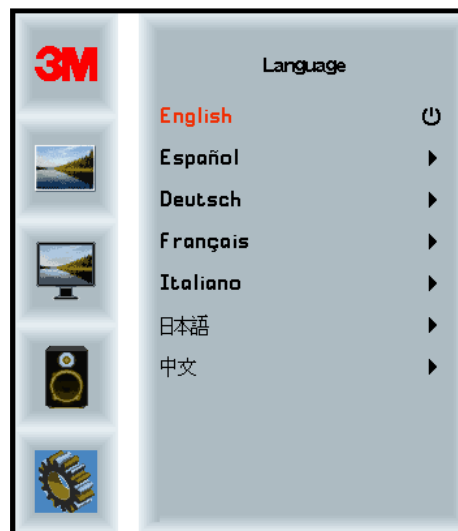 3M
Language
English
Español
Deutsch
Français
Italiano
日本語
中文